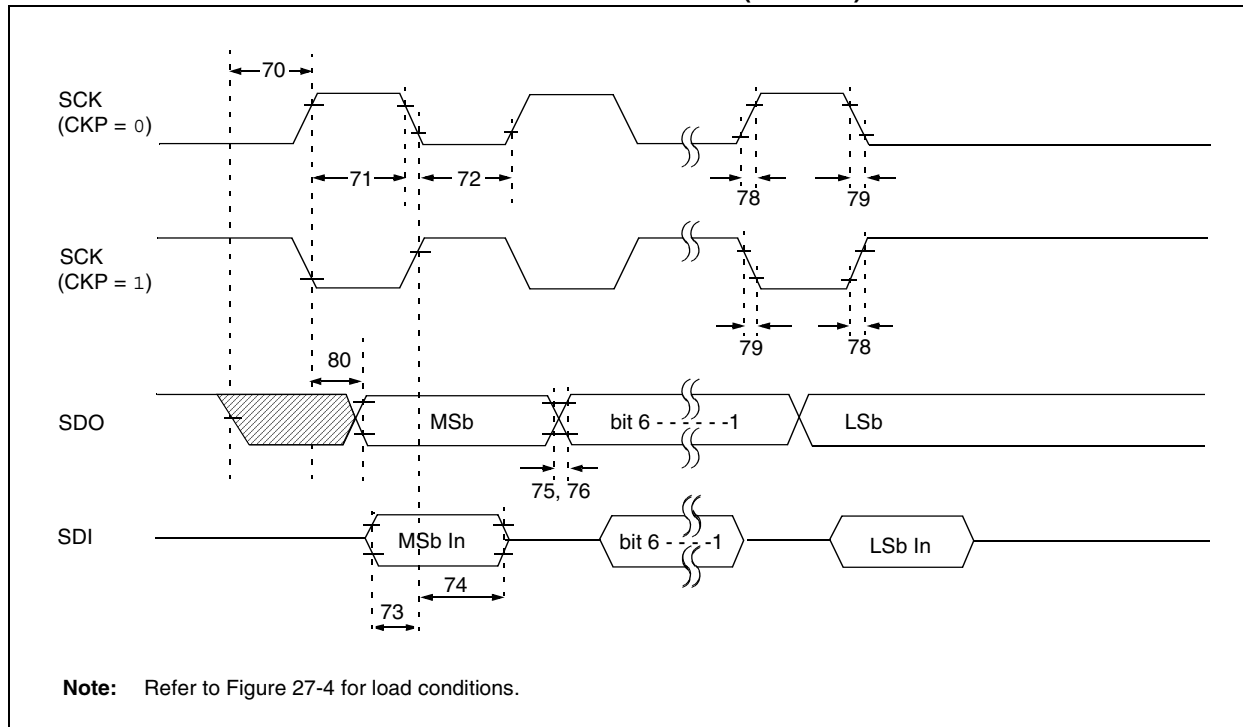 70
SCK
(CKP = 0)
71
72
78
79
SCK
(CKP = 1)
79
78
80
SDO
MSb
bit 6 - - - - - -1
LSb
75, 76
SDI
MSb In
bit 6 - - - -1
LSb In
74
73
Note: Refer to Figure 27-4 for load conditions.